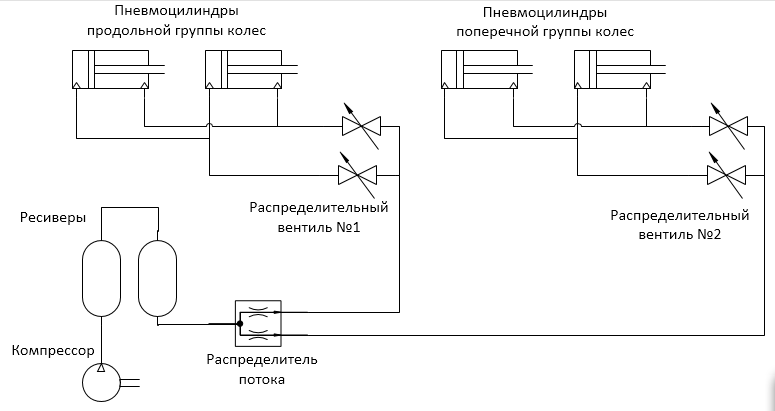 Пневмоцилиндры
продольной группы колес
Пневмоцилиндры
поперечной группы колес
Распределительный
вентиль №1
Распределительный
вентиль №2
Ресиверы
Компрессор
Распределитель
потока